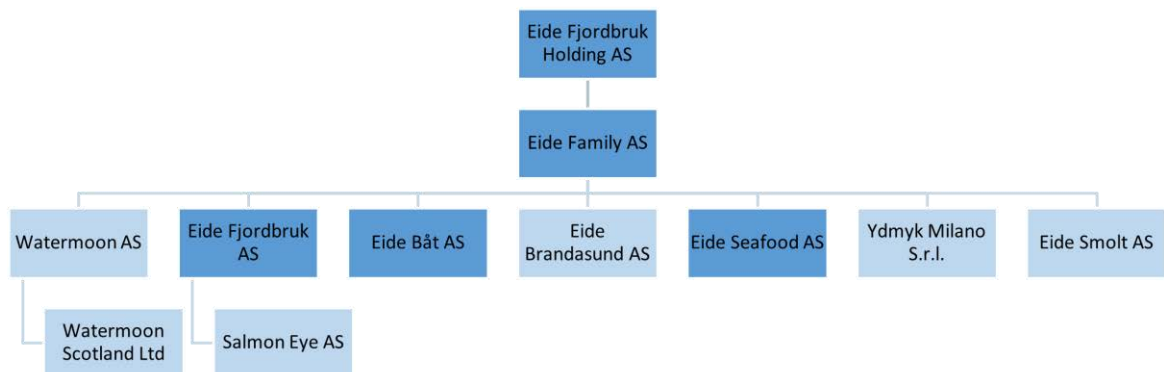 Eide Fjordbruk
Holding AS
Eide Family AS
Watermoon AS
Eide Fjordbruk
AS
Eide Båt AS
Eide
Brandasund AS
Eide Seafood AS
Ydmyk Milano
S.r.l.
Eide Smolt AS
Watermoon
Scotland Ltd
Salmon Eye AS